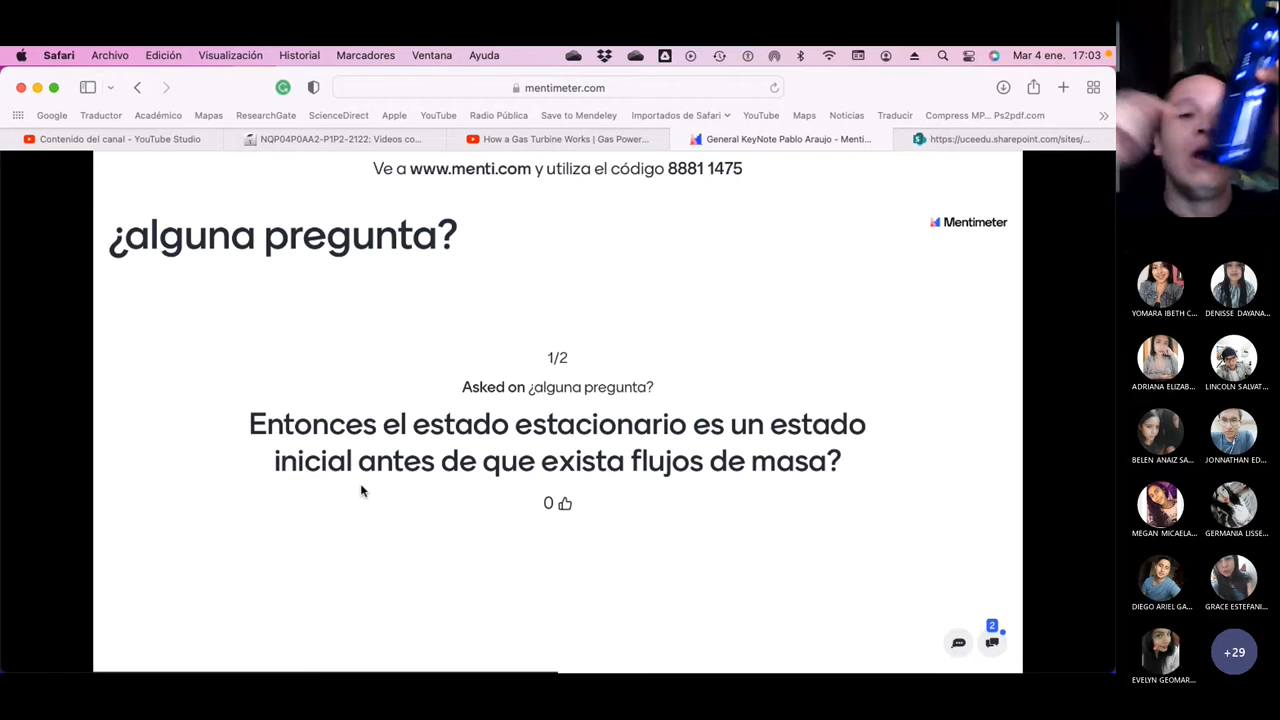 Safari Archivo Edición Visualización Historial Marcadores Ventana Ayuda Mar 4 ene. 17:03
mentimeter.com
Google Traductor Académico Mapas ResearchGate ScienceDirect Apple YouTube Radio Pública Save to Mendeley Importados de Safari YouTube Mapas Noticias Traducir Compress MP... Ps2pdf.com
Contenido del canal - YouTube Studio
NQP04P0AA2-P1P2-2122: Videos co...
How a Gas Turbine Works | Gas Power...
General KeyNote Pablo Araujo - Menti...
https://uceedu.sharepoint.com/sites/...
Ve a www.menti.com y utiliza el código 8881 1475
¿alguna pregunta?
Mentimeter
1/2
Asked on ¿alguna pregunta?
Entonces el estado estacionario es un estado
inicial antes de que exista flujos de masa?
0
2
YOMARA IBETH C... DENISSE DAYANA...
ADRIANA ELIZAB... LINCOLN SALVAT...
BELEN ANAIZ SA... JONNATHAN ED...
MEGAN MICAELA... GERMANIA LISSE...
DIEGO ARIEL GA... GRACE ESTEFANI...
EVELYN GEOMAR... +29